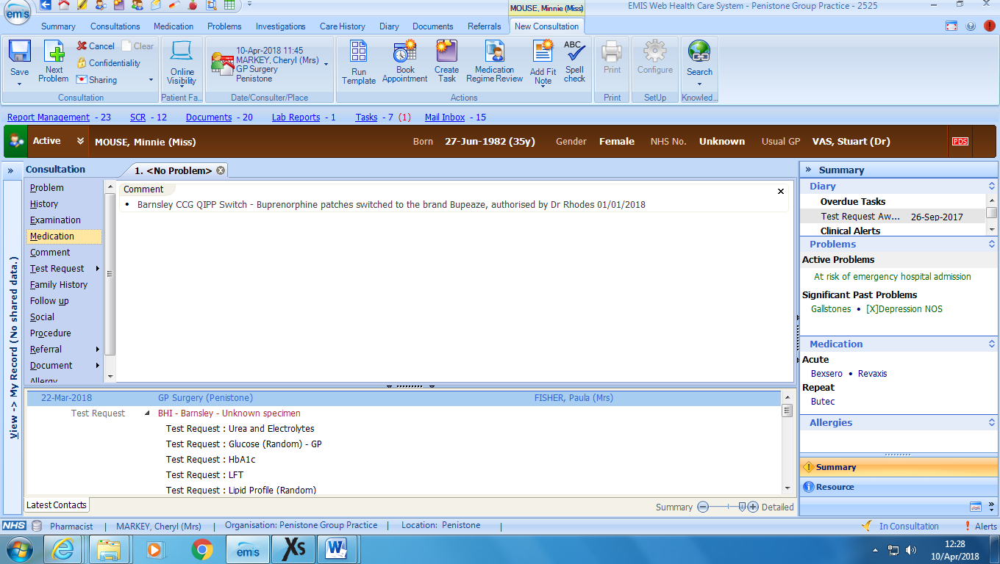 MOUSE, Minnie (Miss)
EMIS Web Health Care System - Penistone Group Practice - 2525
emis
Summary Consultations Medication Problems Investigations Care History Diary Documents Referrals New Consultation
Save
Next Problem
Cancel Clear
Confidentiality
Sharing
Consultation
Online Visibility
Patient Fa...
10-Apr-2018 11:45
MARKEY, Cheryl (Mrs)
GP Surgery
Penistone
Date/Consulter/Place
Run Template
Book Appointment
Create Task
Medication Regime Review
Add Fit Note
ABC
Spell check
Actions
Print
Print
Configure
SetUp
Search
Knowled...
Report Management - 23 SCR - 12 Documents - 20 Lab Reports - 1 Tasks - 7 (1) Mail Inbox - 15
Active MOUSE, Minnie (Miss) Born 27-Jun-1982 (35y) Gender Female NHS No. Unknown Usual GP VAS, Stuart (Dr) PDS
» Consultation 1. <No Problem>
View -> My Record (No shared data.)
Problem
History
Examination
Medication
Comment
Test Request
Family History
Follow up
Social
Procedure
Referral
Document
Allergy
Comment
• Barnsley CCG QIPP Switch - Buprenorphine patches switched to the brand Bupeaze, authorised by Dr Rhodes 01/01/2018
22-Mar-2018 GP Surgery (Penistone) FISHER, Paula (Mrs)
Test Request BHI - Barnsley - Unknown specimen
Test Request : Urea and Electrolytes
Test Request : Glucose (Random) - GP
Test Request : HbA1c
Test Request : LFT
Test Request : Lipid Profile (Random)
Latest Contacts
Summary Detailed
» Summary
Diary
Overdue Tasks
Test Request Aw... 26-Sep-2017
Clinical Alerts
Problems
Active Problems
At risk of emergency hospital admission
Significant Past Problems
Gallstones • [X]Depression NOS
Medication
Acute
Bexsero • Revaxis
Repeat
Butec
Allergies
Summary
Resource
NHS Pharmacist | MARKEY, Cheryl (Mrs) | Organisation: Penistone Group Practice | Location: Penistone | In Consultation ! Alerts
emis Xs W
12:28
10/Apr/2018